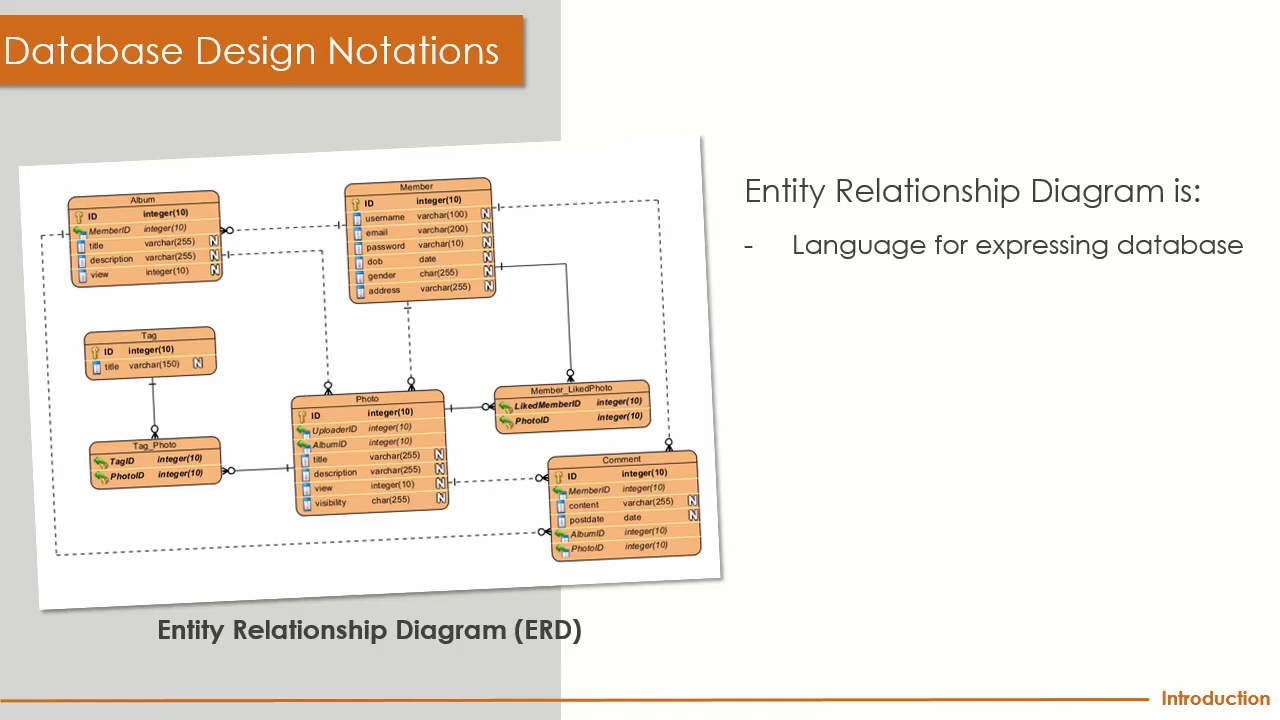 Database Design Notations
Entity Relationship Diagram is:
- Language for expressing database
Album
ID integer(10)
MemberID integer(10)
title varchar(255) N
description varchar(255) N
view integer(10) N
Member
ID integer(10)
username varchar(100) N
email varchar(200) N
password varchar(10) N
dob date N
gender char(255) N
address varchar(255) N
Tag
ID integer(10)
title varchar(150) N
Photo
ID integer(10)
UploaderID integer(10)
AlbumID integer(10)
title varchar(255) N
description varchar(255) N
view integer(10) N
visibility char(255) N
Member_LikedPhoto
LikedMemberID integer(10)
PhotoID integer(10)
Tag_Photo
TagID integer(10)
PhotoID integer(10)
Comment
ID integer(10)
MemberID integer(10)
content varchar(255) N
postdate date N
AlbumID integer(10)
PhotoID integer(10)
Entity Relationship Diagram (ERD)
Introduction